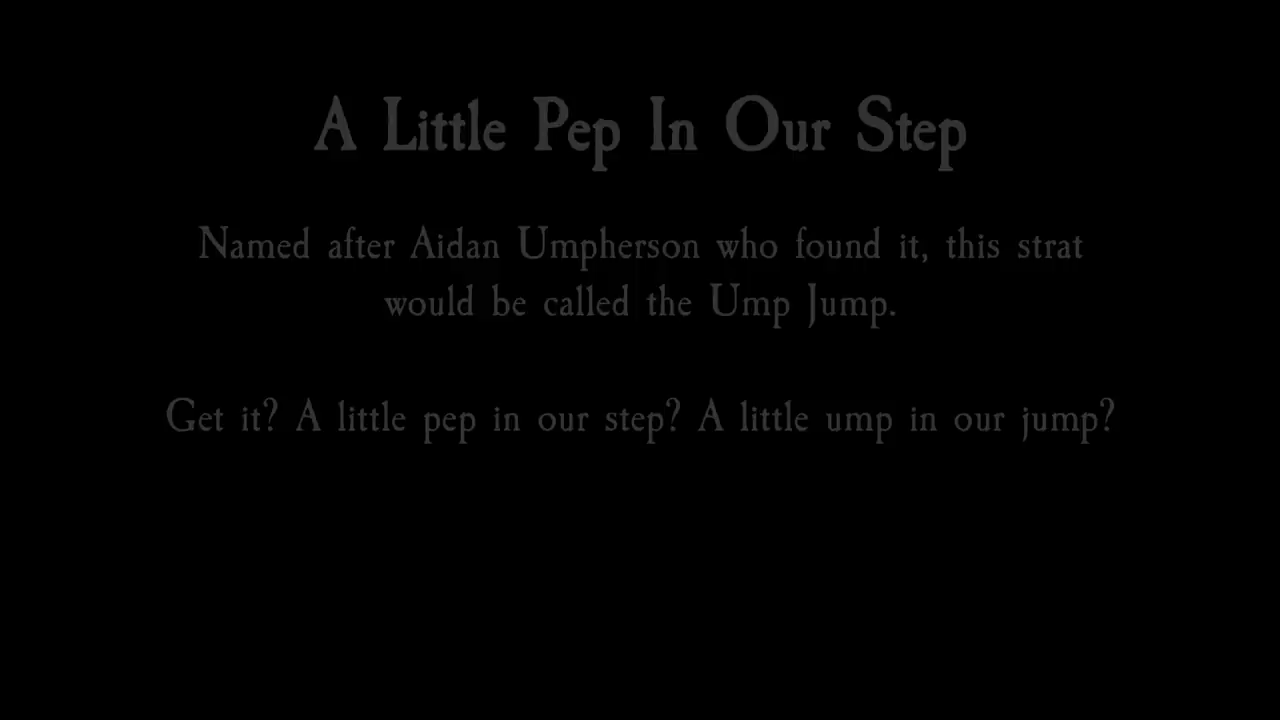 A Little Pep In Our Step
Named after Aidan Umpherson who found it, this strat
would be called the Ump Jump.
Get it? A little pep in our step? A little ump in our jump?